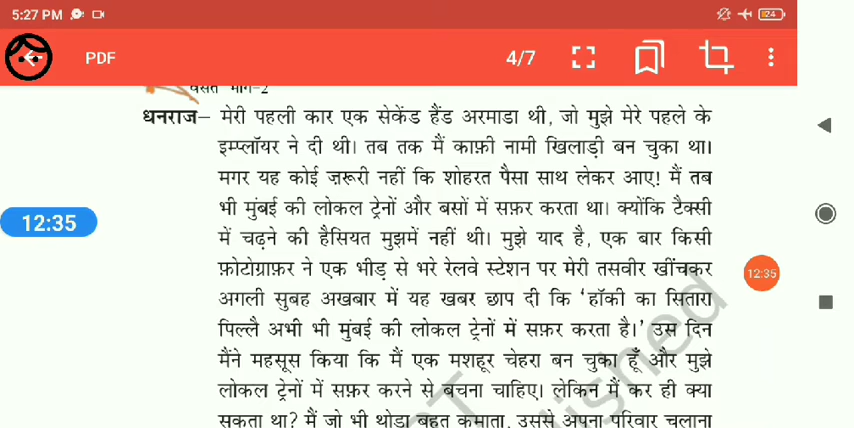 5:27 PM
PDF
4/7
वसंत भाग-2
धनराज– मेरी पहली कार एक सेकेंड हैंड अरमाडा थी, जो मुझे मेरे पहले के
इम्प्लॉयर ने दी थी। तब तक मैं काफ़ी नामी खिलाड़ी बन चुका था।
मगर यह कोई ज़रूरी नहीं कि शोहरत पैसा साथ लेकर आए! मैं तब
भी मुंबई की लोकल ट्रेनों और बसों में सफ़र करता था। क्योंकि टैक्सी
में चढ़ने की हैसियत मुझमें नहीं थी। मुझे याद है, एक बार किसी
फ़ोटोग्राफ़र ने एक भीड़ से भरे रेलवे स्टेशन पर मेरी तसवीर खींचकर
अगली सुबह अखबार में यह खबर छाप दी कि ‘हॉकी का सितारा
पिल्लै अभी भी मुंबई की लोकल ट्रेनों में सफ़र करता है।’ उस दिन
मैंने महसूस किया कि मैं एक मशहूर चेहरा बन चुका हूँ और मुझे
लोकल ट्रेनों में सफ़र करने से बचना चाहिए। लेकिन मैं कर ही क्या
सकता था? मैं जो भी थोड़ा बहुत कमाता, उससे अपना परिवार चलाना
12:35
12:35